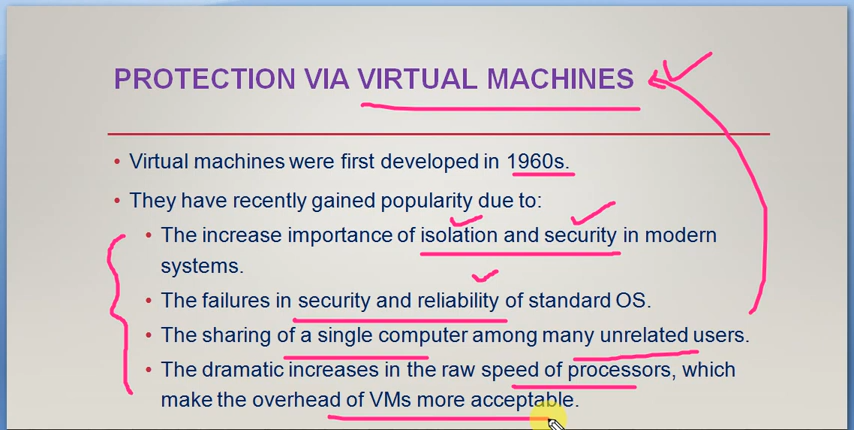 PROTECTION VIA VIRTUAL MACHINES
• Virtual machines were first developed in 1960s.
• They have recently gained popularity due to:
• The increase importance of isolation and security in modern
systems.
• The failures in security and reliability of standard OS.
• The sharing of a single computer among many unrelated users.
• The dramatic increases in the raw speed of processors, which
make the overhead of VMs more acceptable.